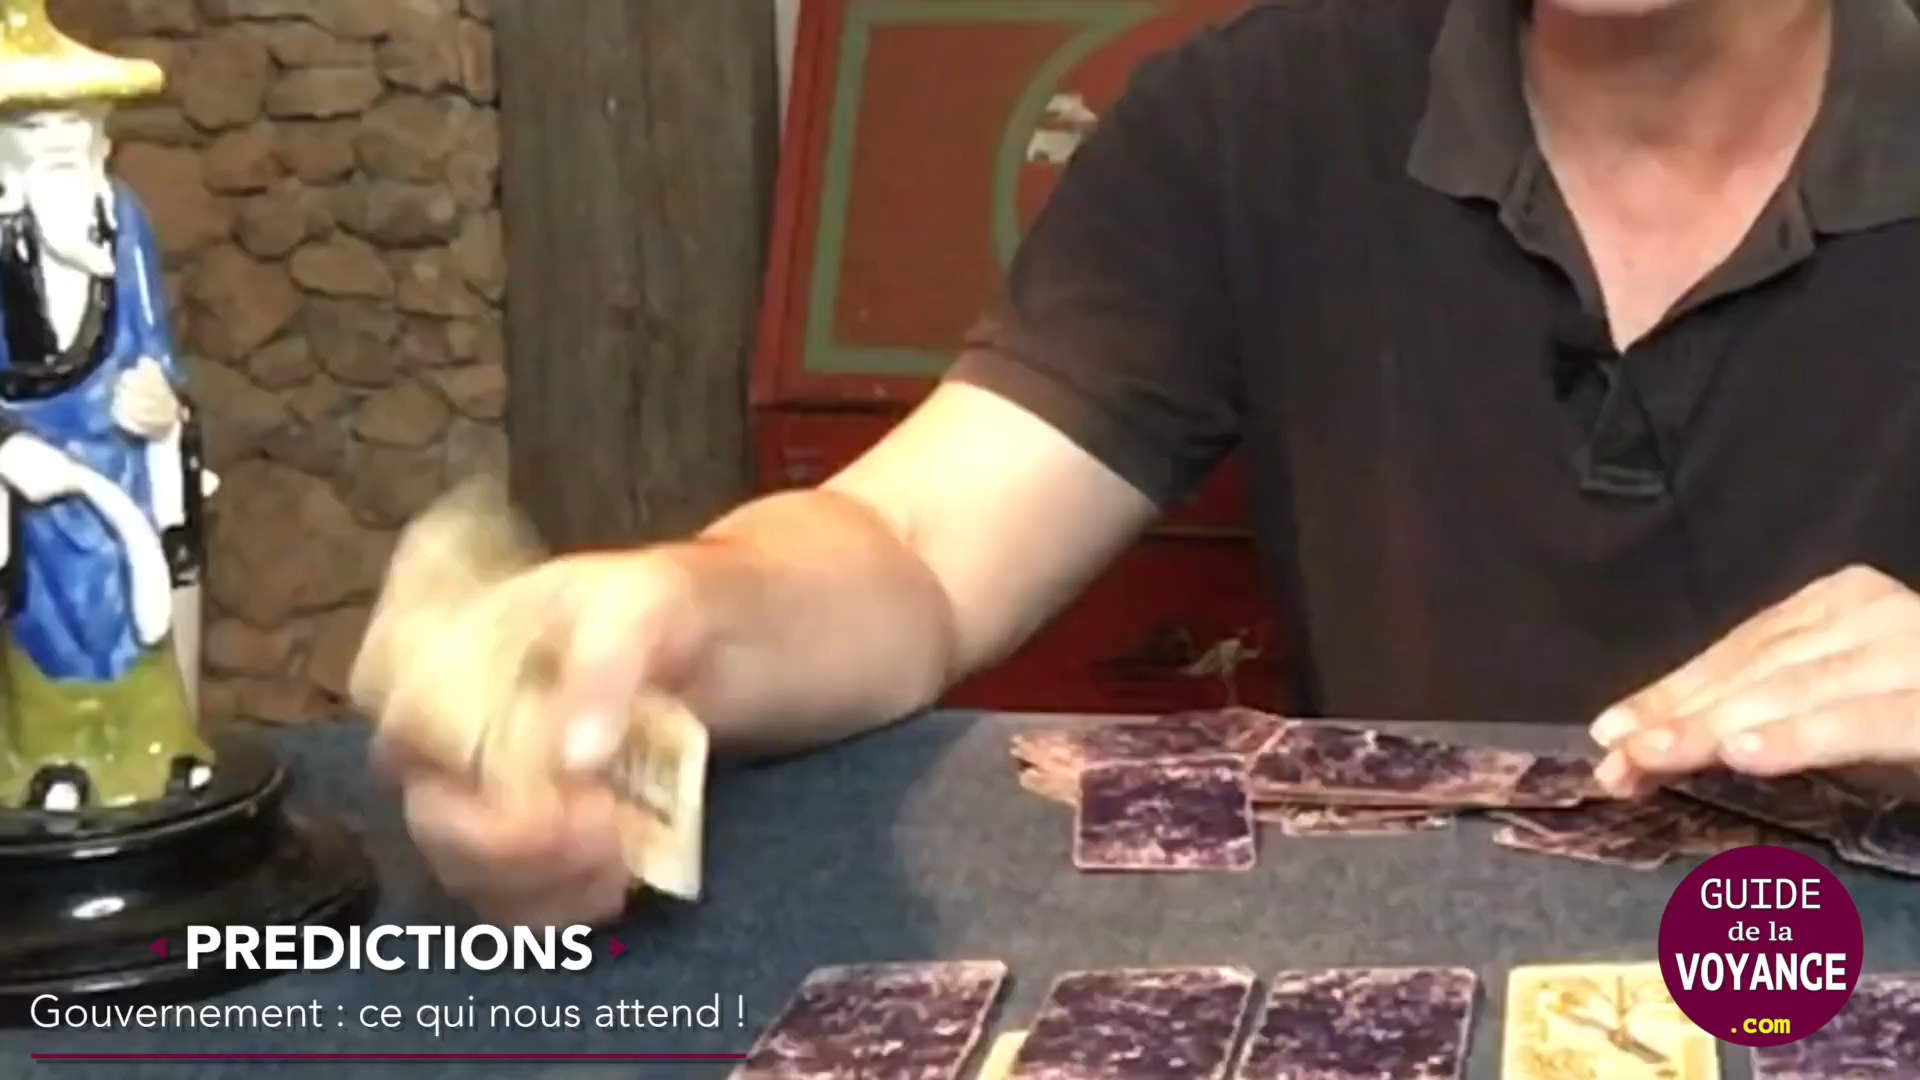 PREDICTIONS
Gouvernement : ce qui nous attend !
GUIDE
de la
VOYANCE
.com